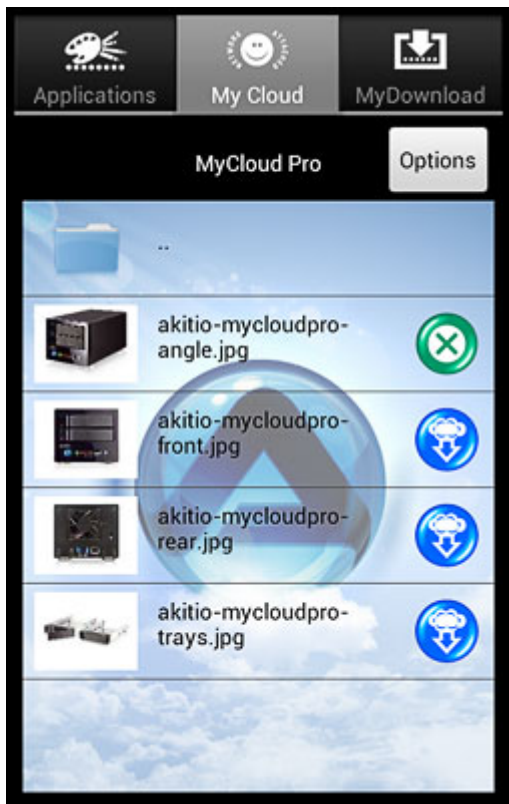 Applications
My Cloud
MyDownload
MyCloud Pro
Options
..
akitio-mycloudpro-
angle.jpg
akitio-mycloudpro-
front.jpg
akitio-mycloudpro-
rear.jpg
akitio-mycloudpro-
trays.jpg